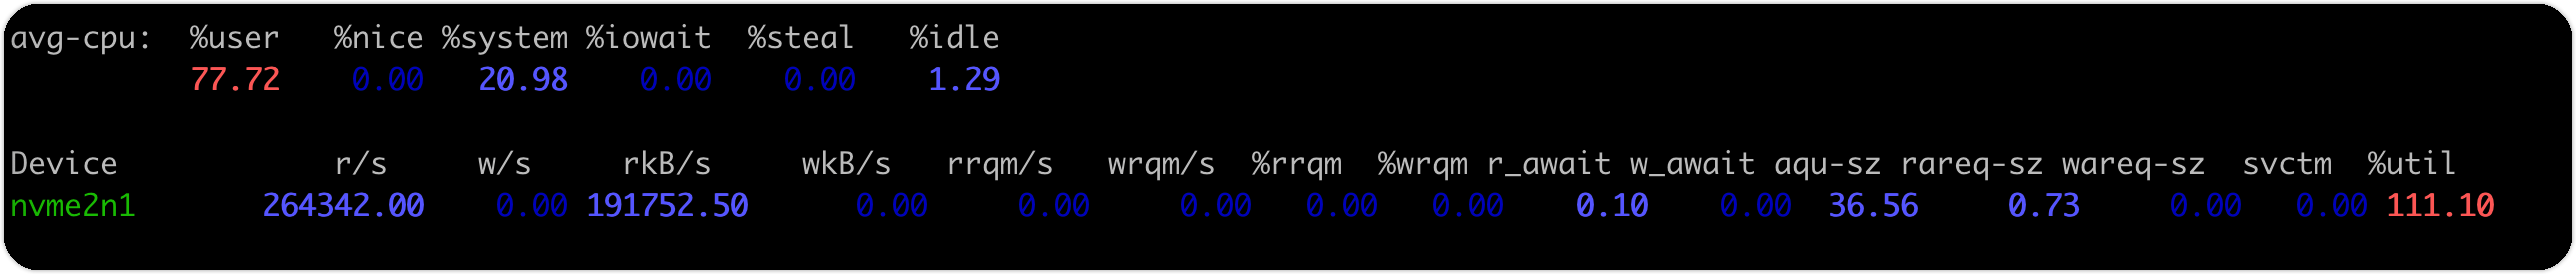 avg-cpu: %user %nice %system %iowait %steal %idle
77.72 0.00 20.98 0.00 0.00 1.29
Device r/s w/s rkB/s wkB/s rrqm/s wrqm/s %rrqm %wrqm r_await w_await aqu-sz rareq-sz wareq-sz svctm %util
nvme2n1 264342.00 0.00 191752.50 0.00 0.00 0.00 0.00 0.00 0.10 0.00 36.56 0.73 0.00 0.00 111.10